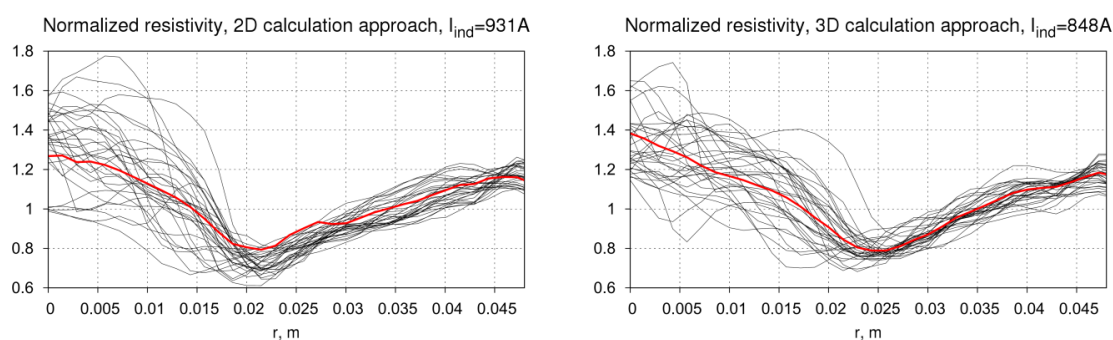 Normalized resistivity, 2D calculation approach, I_ind=931A
1.8
1.6
1.4
1.2
1
0.8
0.6
0 0.005 0.01 0.015 0.02 0.025 0.03 0.035 0.04 0.045
r, m
Normalized resistivity, 3D calculation approach, I_ind=848A
1.8
1.6
1.4
1.2
1
0.8
0.6
0 0.005 0.01 0.015 0.02 0.025 0.03 0.035 0.04 0.045
r, m